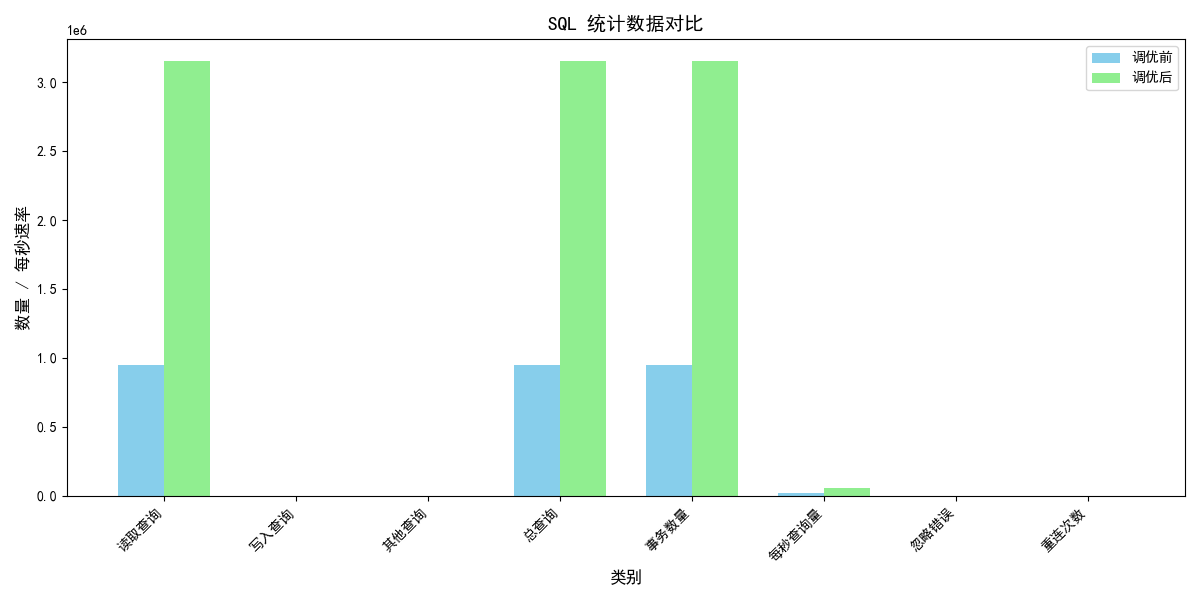 SQL 统计数据对比
1e6
调优前
调优后
3.0
2.5
2.0
1.5
1.0
0.5
0.0
数量 / 每秒速率
读取查询
写入查询
其他查询
总查询
事务数量
每秒查询量
忽略错误
重连次数
类别